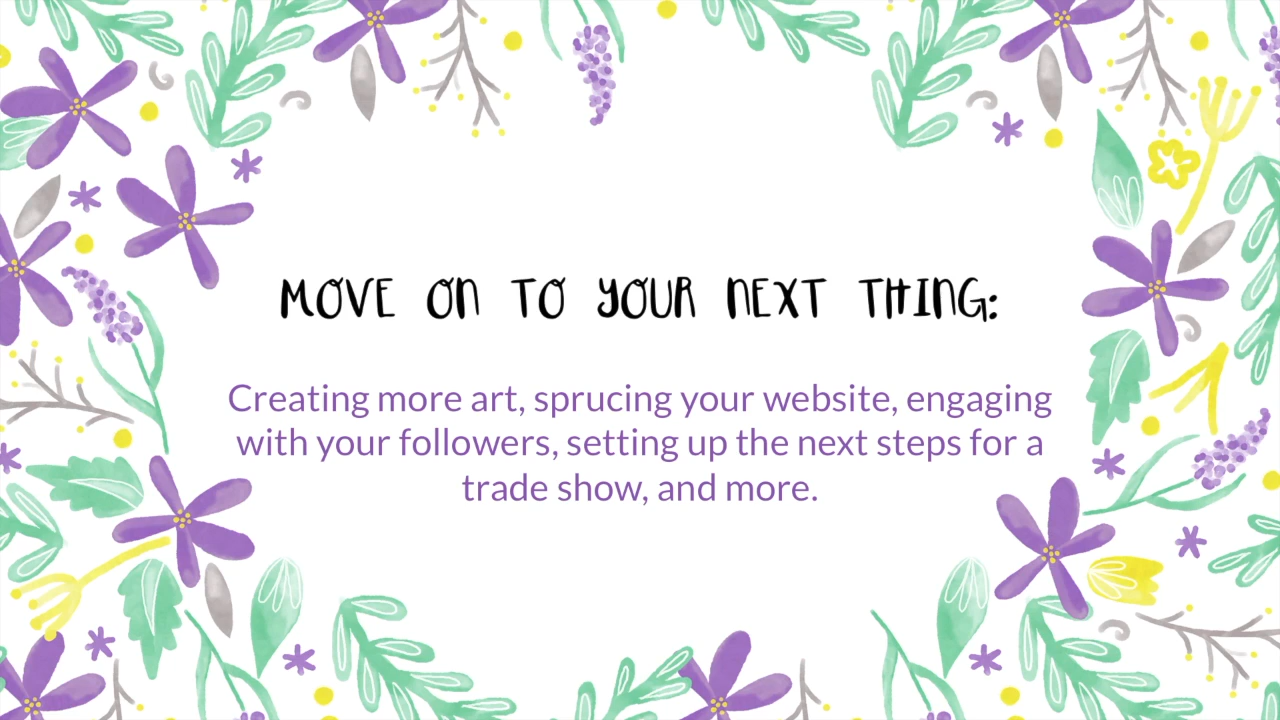 MOVE ON TO YOUR NEXT THING:
Creating more art, sprucing your website, engaging
with your followers, setting up the next steps for a
trade show, and more.